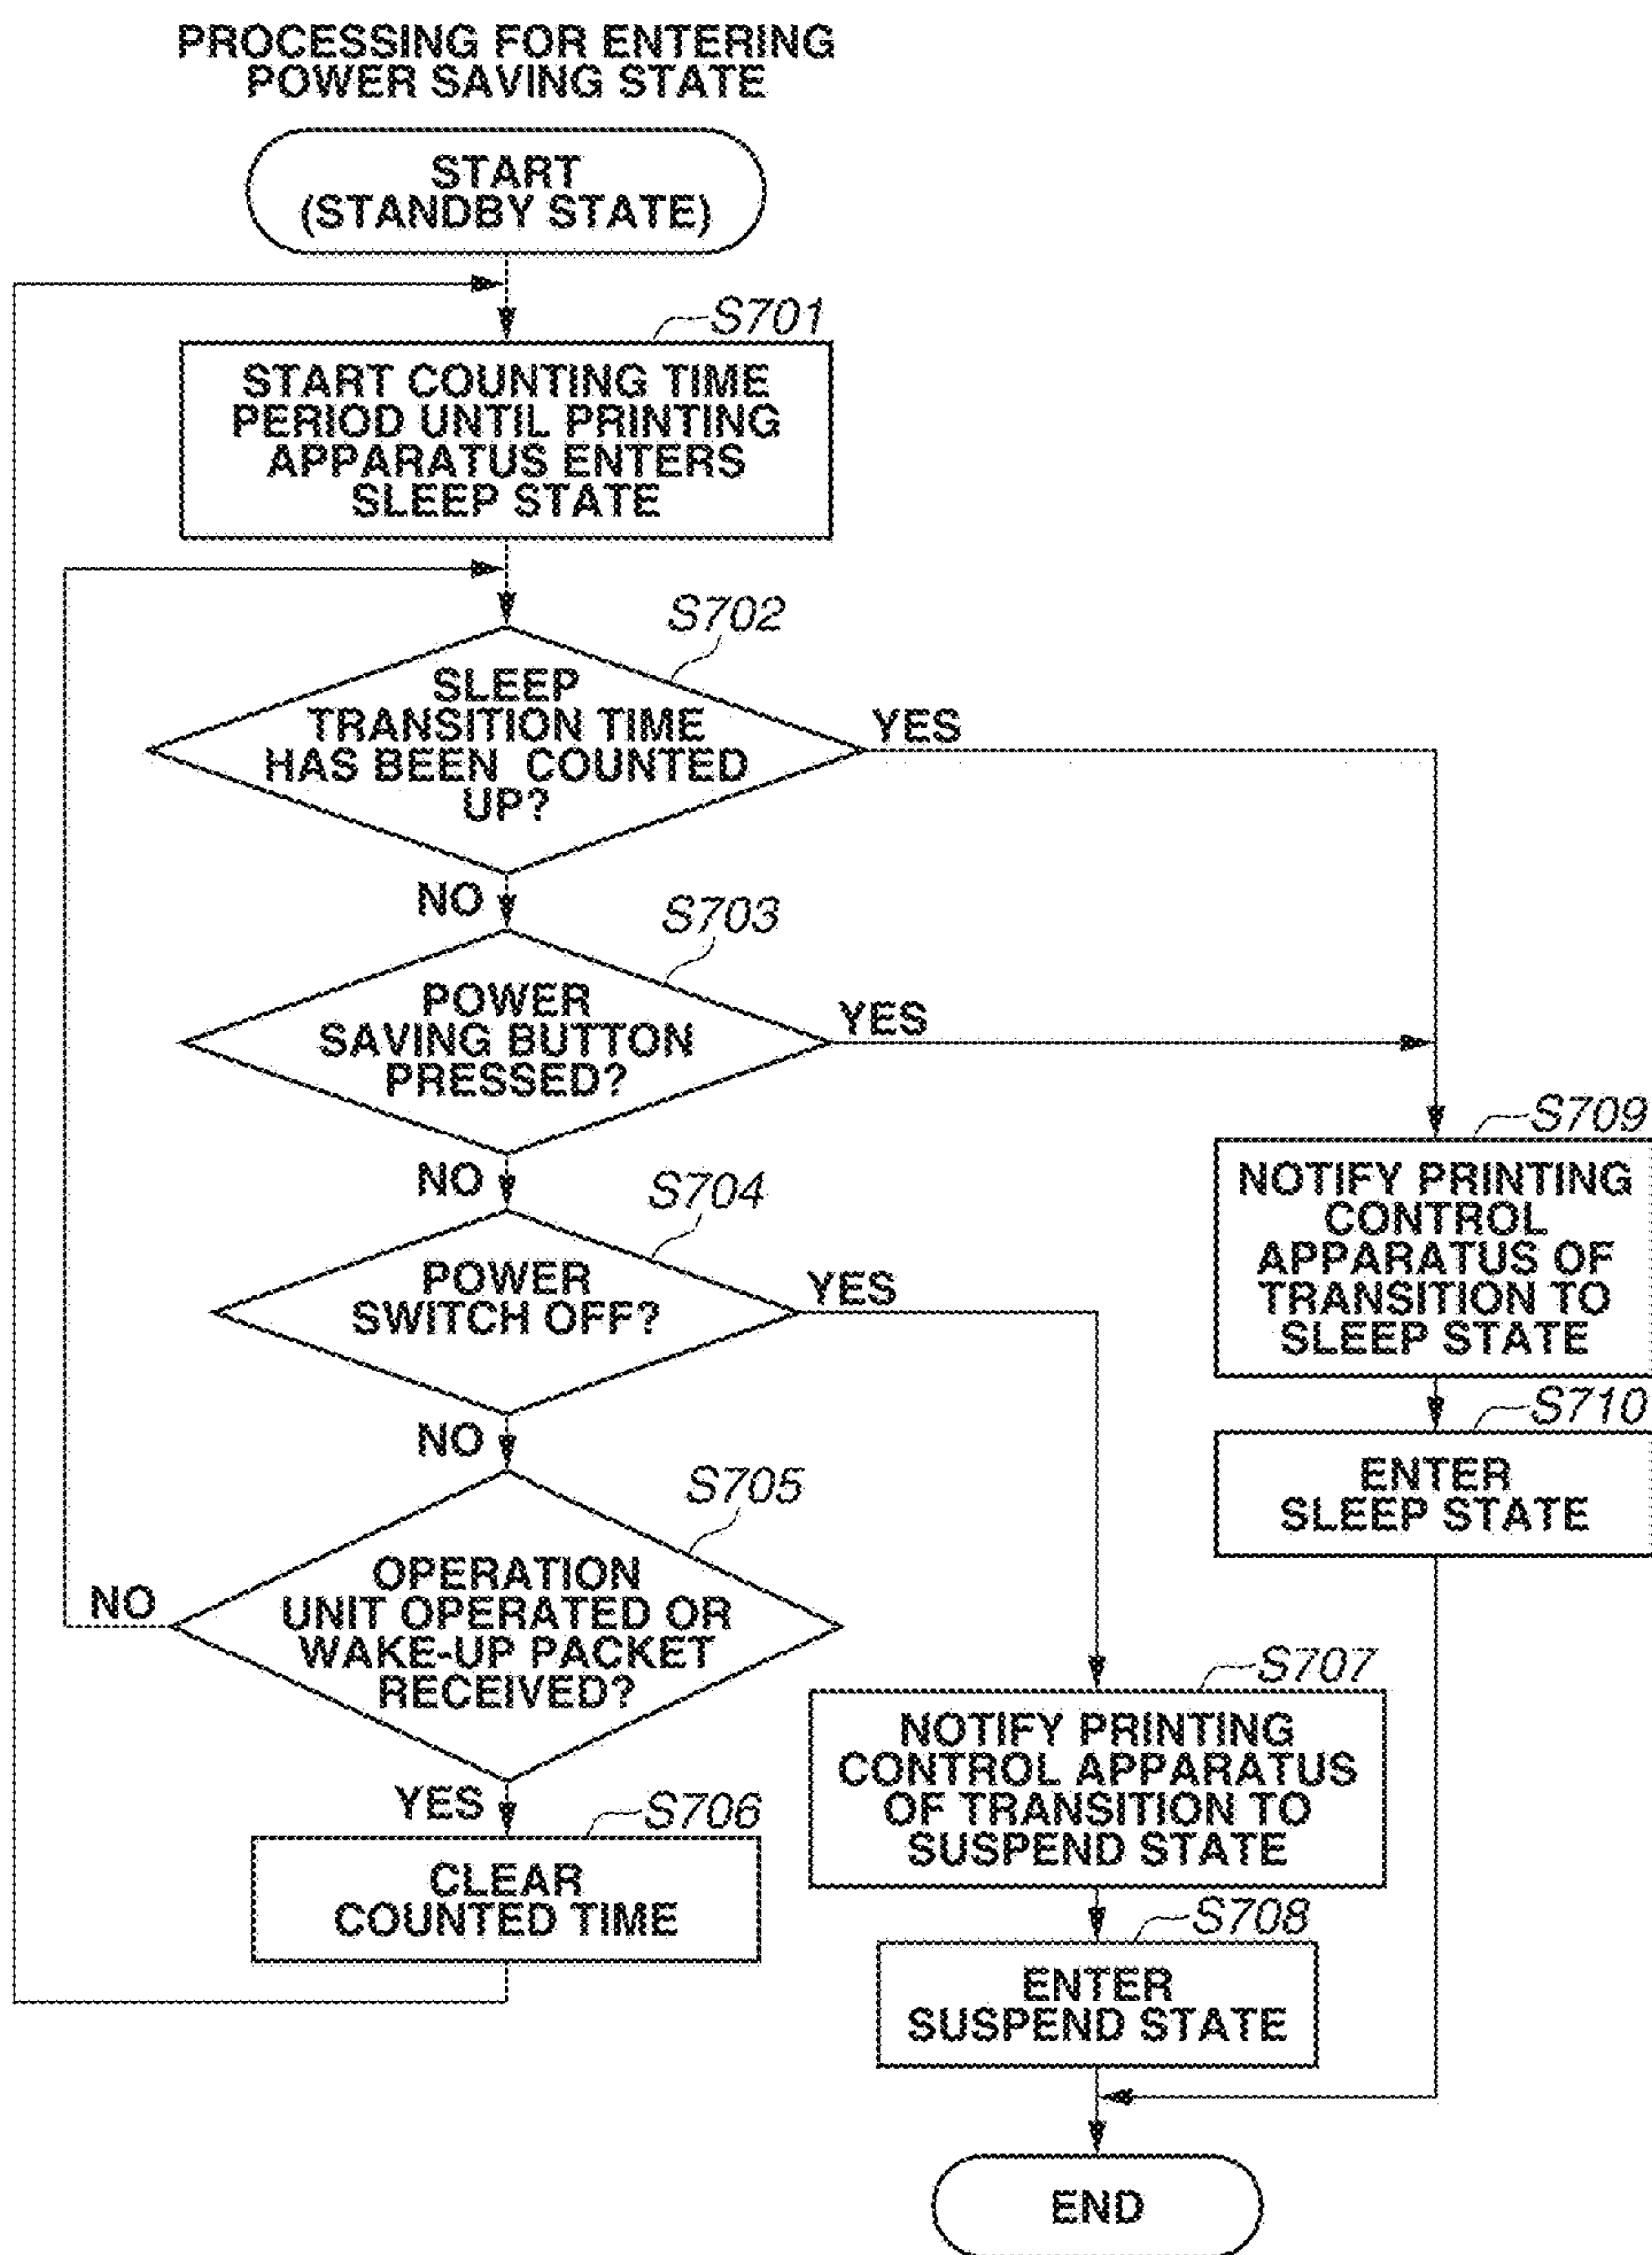 PROCESSING FOR ENTERING
POWER SAVING STATE
START
(STANDBY STATE)
S701
START COUNTING TIME
PERIOD UNTIL PRINTING
APPARATUS ENTERS
SLEEP STATE
S702
SLEEP
TRANSITION TIME
HAS BEEN COUNTED
UP?
YES
NO
S703
POWER
SAVING BUTTON
PRESSED?
YES
NO
S704
POWER
SWITCH OFF?
YES
NO
S705
OPERATION
UNIT OPERATED OR
WAKE-UP PACKET
RECEIVED?
NO
YES
S706
CLEAR
COUNTED TIME
S707
NOTIFY PRINTING
CONTROL APPARATUS
OF TRANSITION TO
SUSPEND STATE
S708
ENTER
SUSPEND STATE
S709
NOTIFY PRINTING
CONTROL
APPARATUS OF
TRANSITION TO
SLEEP STATE
S710
ENTER
SLEEP STATE
END